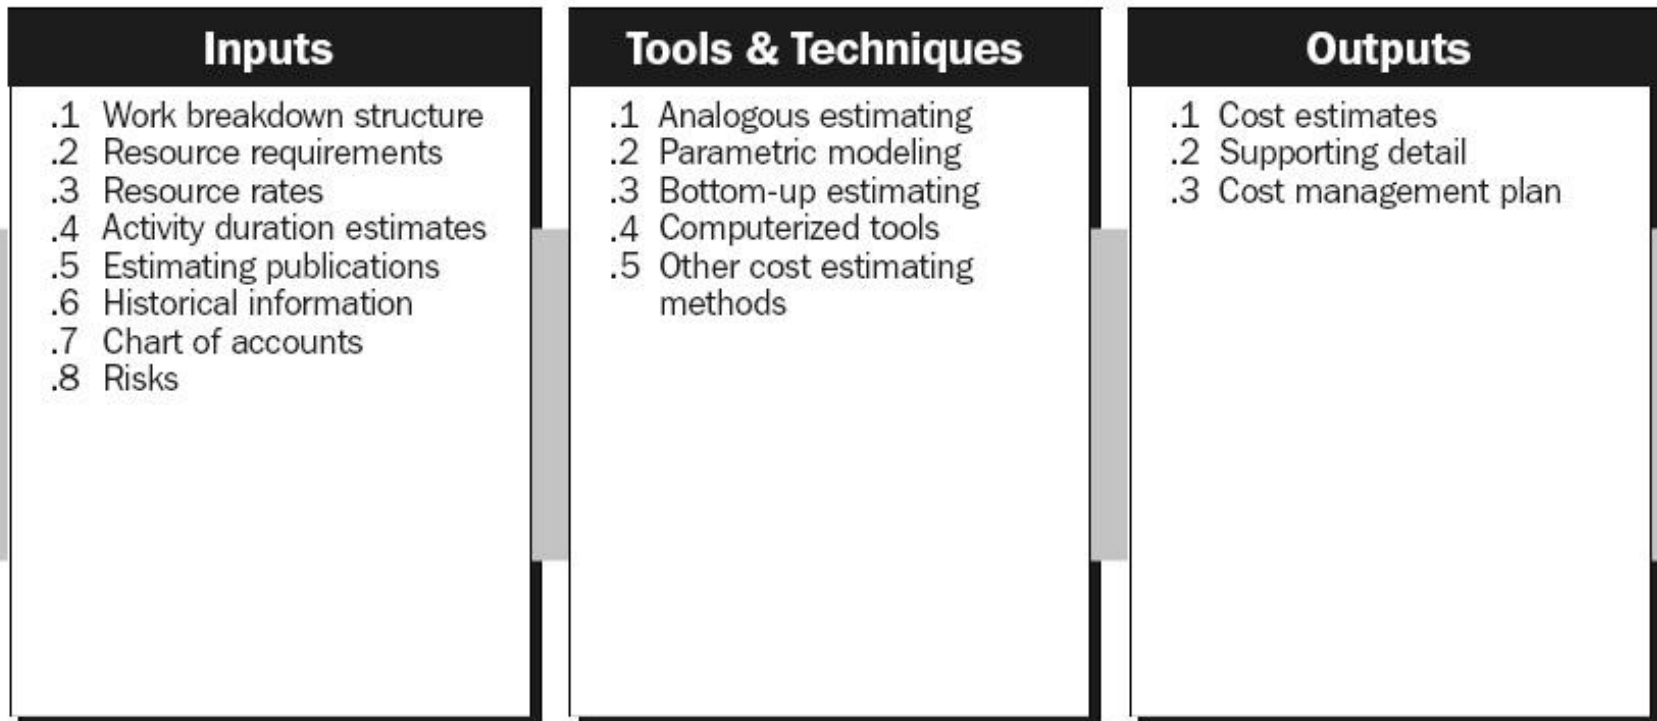 Inputs
.1 Work breakdown structure
.2 Resource requirements
.3 Resource rates
.4 Activity duration estimates
.5 Estimating publications
.6 Historical information
.7 Chart of accounts
.8 Risks
Tools & Techniques
.1 Analogous estimating
.2 Parametric modeling
.3 Bottom-up estimating
.4 Computerized tools
.5 Other cost estimating
methods
Outputs
.1 Cost estimates
.2 Supporting detail
.3 Cost management plan